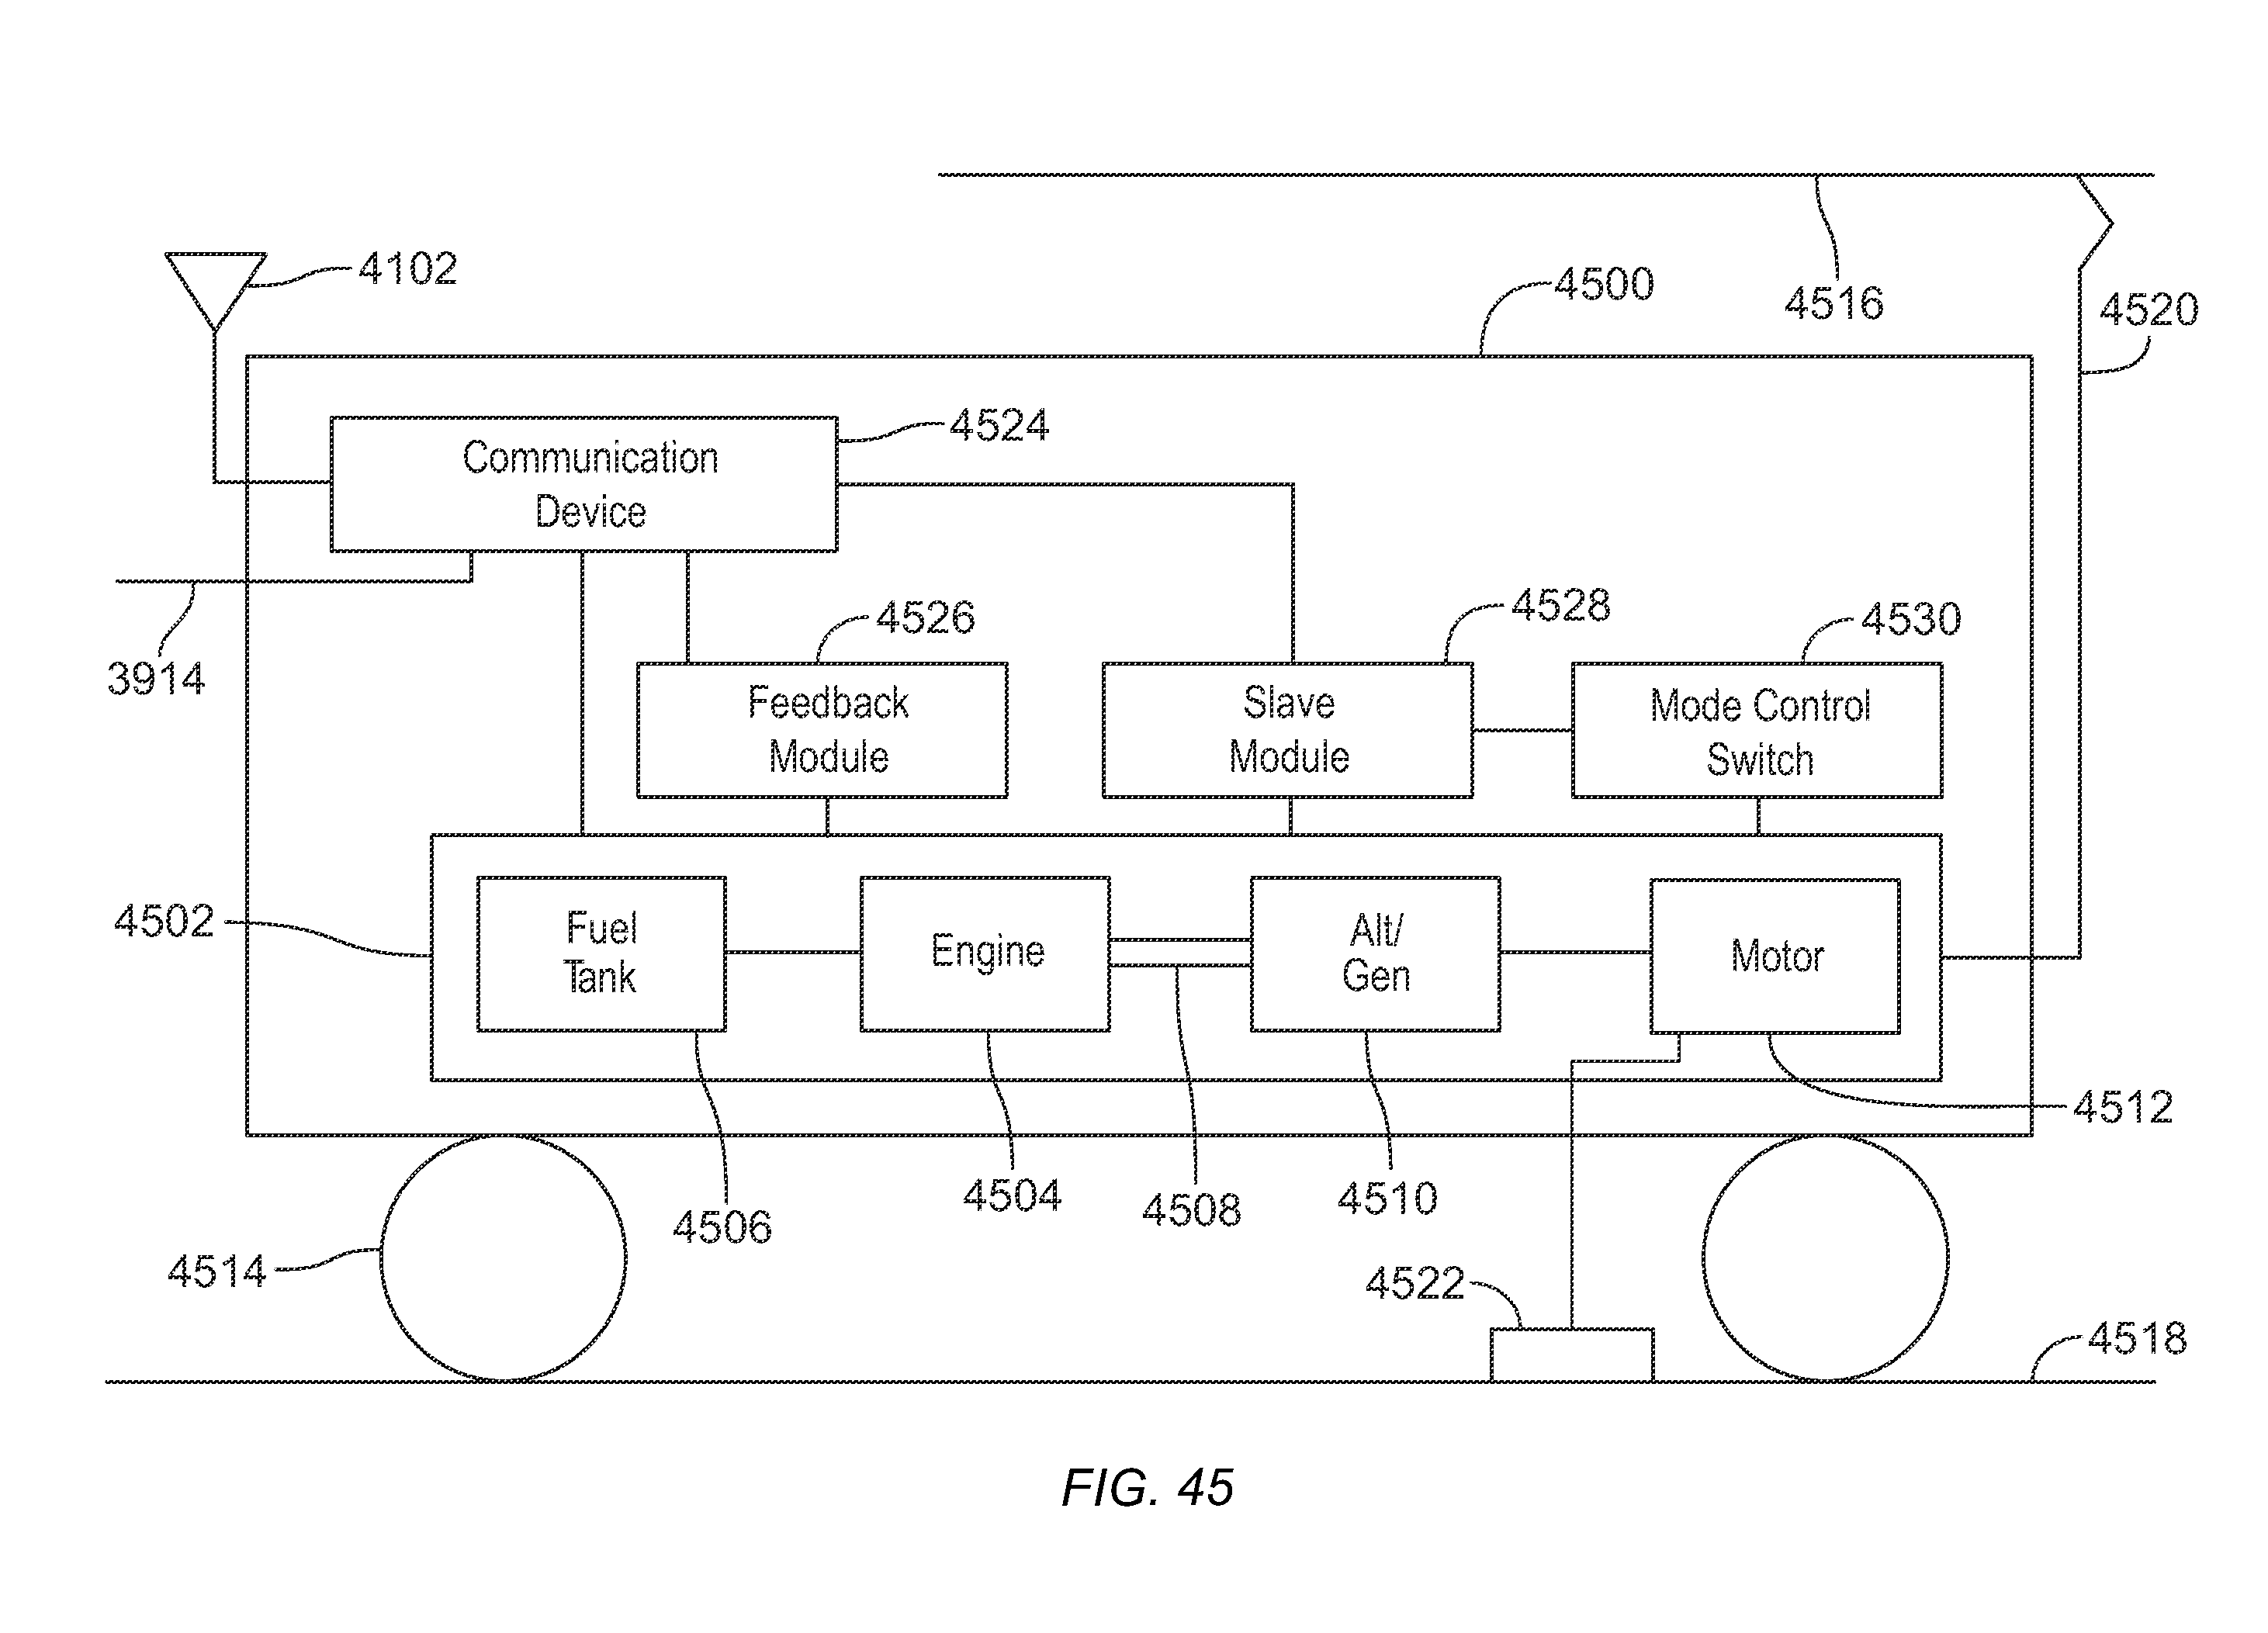 4516
4102
4500
4520
4524
Communication
Device
3914
4526
4528
4530
Feedback
Module
Slave
Module
Mode Control
Switch
4502
Fuel
Tank
Engine
Alt/
Gen
Motor
4512
4506
4504
4508
4510
4514
4522
4518
FIG. 45